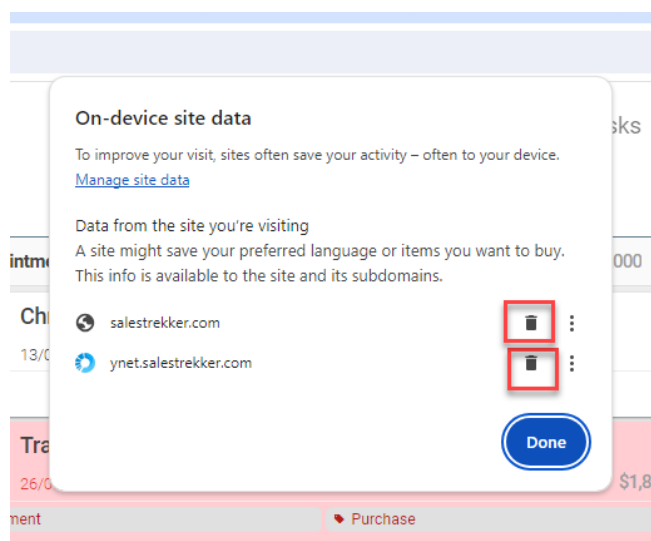 On-device site data
To improve your visit, sites often save your activity – often to your device.
Manage site data
Data from the site you're visiting
A site might save your preferred language or items you want to buy.
This info is available to the site and its subdomains.
salestrekker.com
ynet.salestrekker.com
Done
sks
intme
000
Ch
13/0
Tra
26/0
$1,8
ment
Purchase